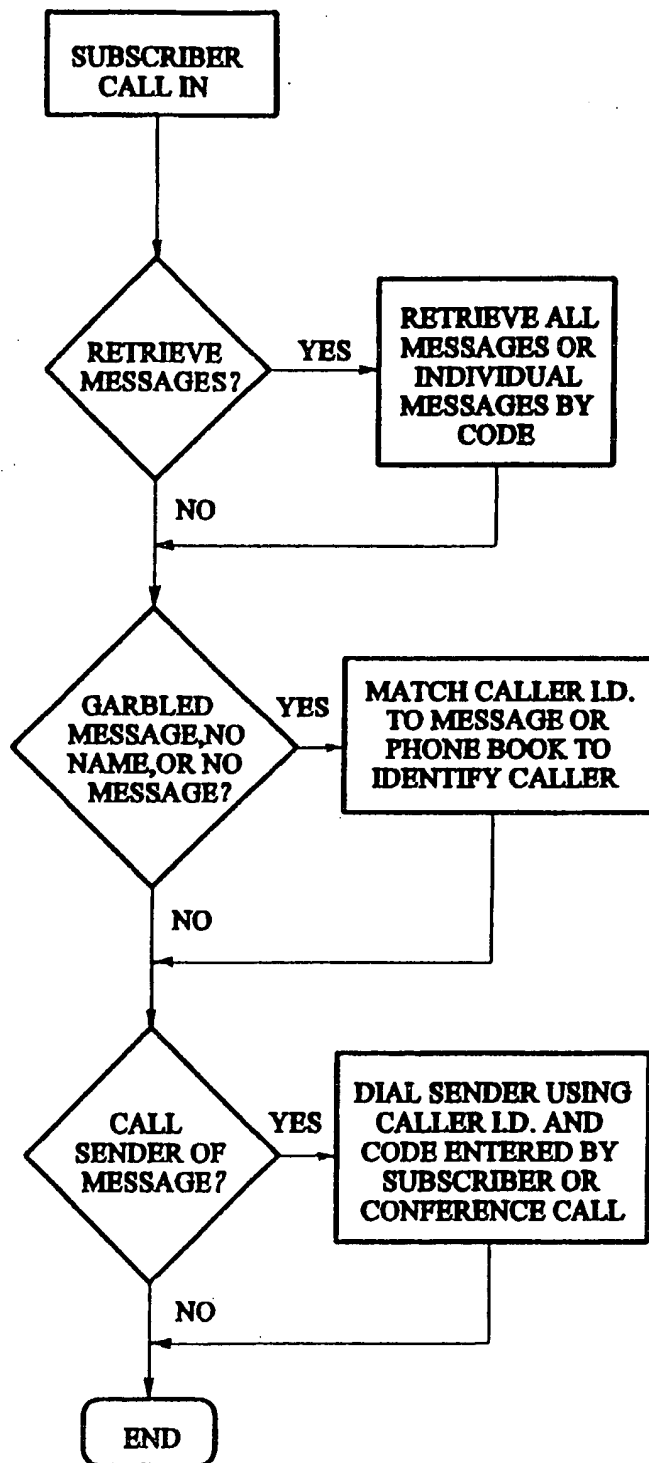 SUBSCRIBER
CALL IN
RETRIEVE
MESSAGES?
YES
RETRIEVE ALL
MESSAGES OR
INDIVIDUAL
MESSAGES BY
CODE
NO
GARBLED
MESSAGE,NO
NAME,OR NO
MESSAGE?
YES
MATCH CALLER I.D.
TO MESSAGE OR
PHONE BOOK TO
IDENTIFY CALLER
NO
CALL
SENDER OF
MESSAGE?
YES
DIAL SENDER USING
CALLER I.D. AND
CODE ENTERED BY
SUBSCRIBER OR
CONFERENCE CALL
NO
END